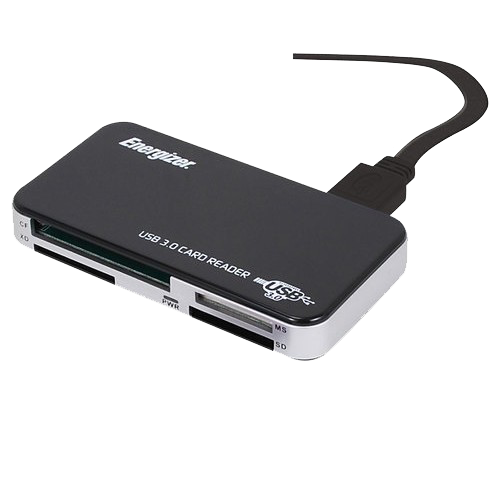 Energizer.
USB 3.0 CARD READER
USB
3.0
CF
XD
PWR
MS
SD